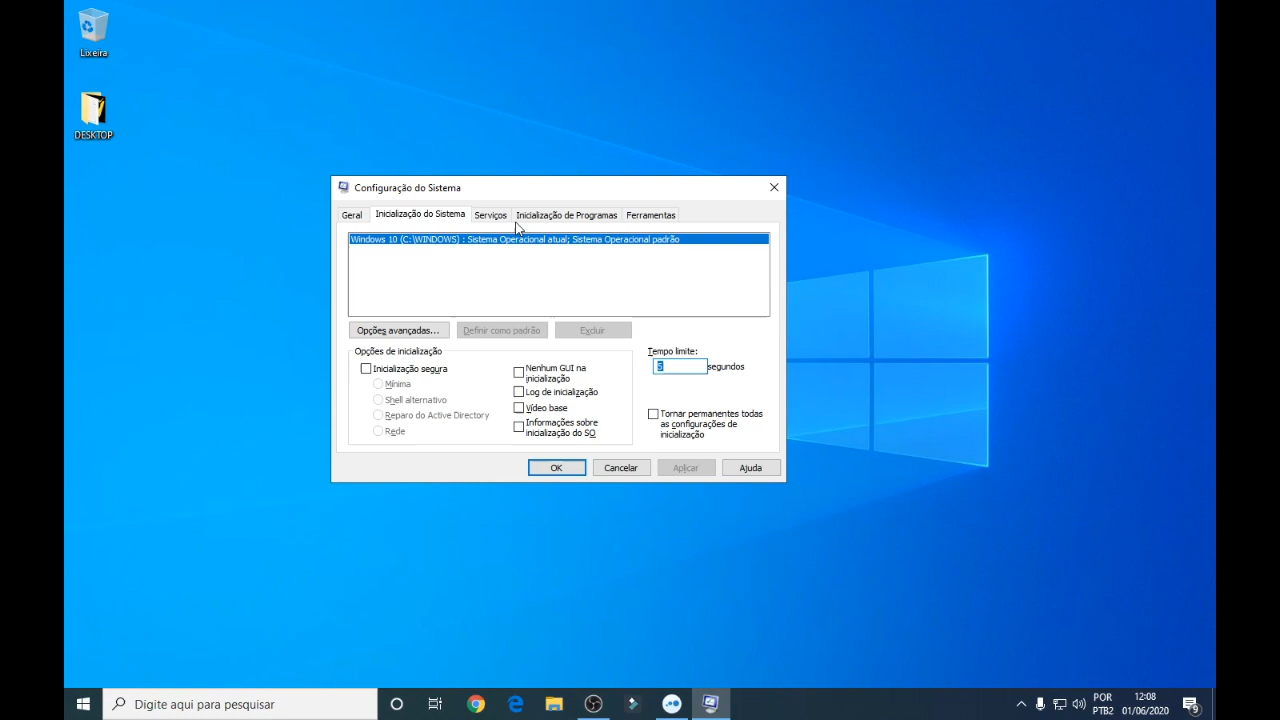 Lixeira
DESKTOP
Configuração do Sistema
Geral Inicialização do Sistema Serviços Inicialização de Programas Ferramentas
Windows 10 (C:\WINDOWS) : Sistema Operacional atual; Sistema Operacional padrão
Opções avançadas... Definir como padrão Excluir
Opções de inicialização
Inicialização segura
Mínima
Shell alternativo
Reparo do Active Directory
Rede
Nenhum GUI na
inicialização
Log de inicialização
Vídeo base
Informações sobre
inicialização do SO
Tempo limite:
5 segundos
Tornar permanentes todas
as configurações de
inicialização
OK Cancelar Aplicar Ajuda
Digite aqui para pesquisar
POR
PTB2
12:08
01/06/2020
9